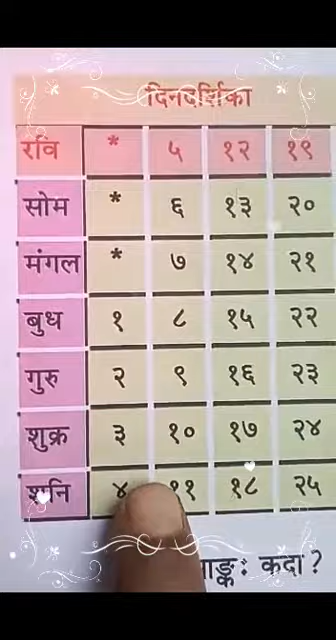 दिनदर्शिका
रवि * ५ १२ १९
सोम * ६ १३ २०
मंगल * ७ १४ २१
बुध १ ८ १५ २२
गुरु २ ९ १६ २३
शुक्र ३ १० १७ २४
शनि ४ ११ १८ २५
कदा ?